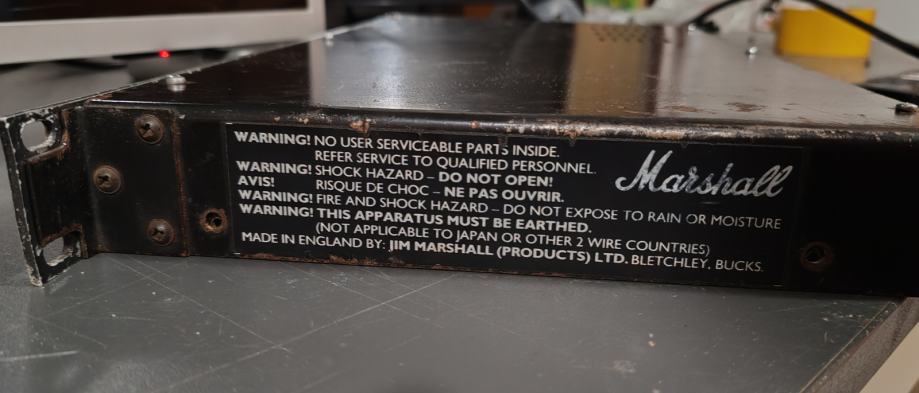 WARNING! NO USER SERVICEABLE PARTS INSIDE.
REFER SERVICE TO QUALIFIED PERSONNEL.
WARNING! SHOCK HAZARD – DO NOT OPEN!
AVIS! RISQUE DE CHOC – NE PAS OUVRIR.
WARNING! FIRE AND SHOCK HAZARD – DO NOT EXPOSE TO RAIN OR MOISTURE
WARNING! THIS APPARATUS MUST BE EARTHED.
(NOT APPLICABLE TO JAPAN OR OTHER 2 WIRE COUNTRIES)
MADE IN ENGLAND BY: JIM MARSHALL (PRODUCTS) LTD. BLETCHLEY, BUCKS.
Marshall